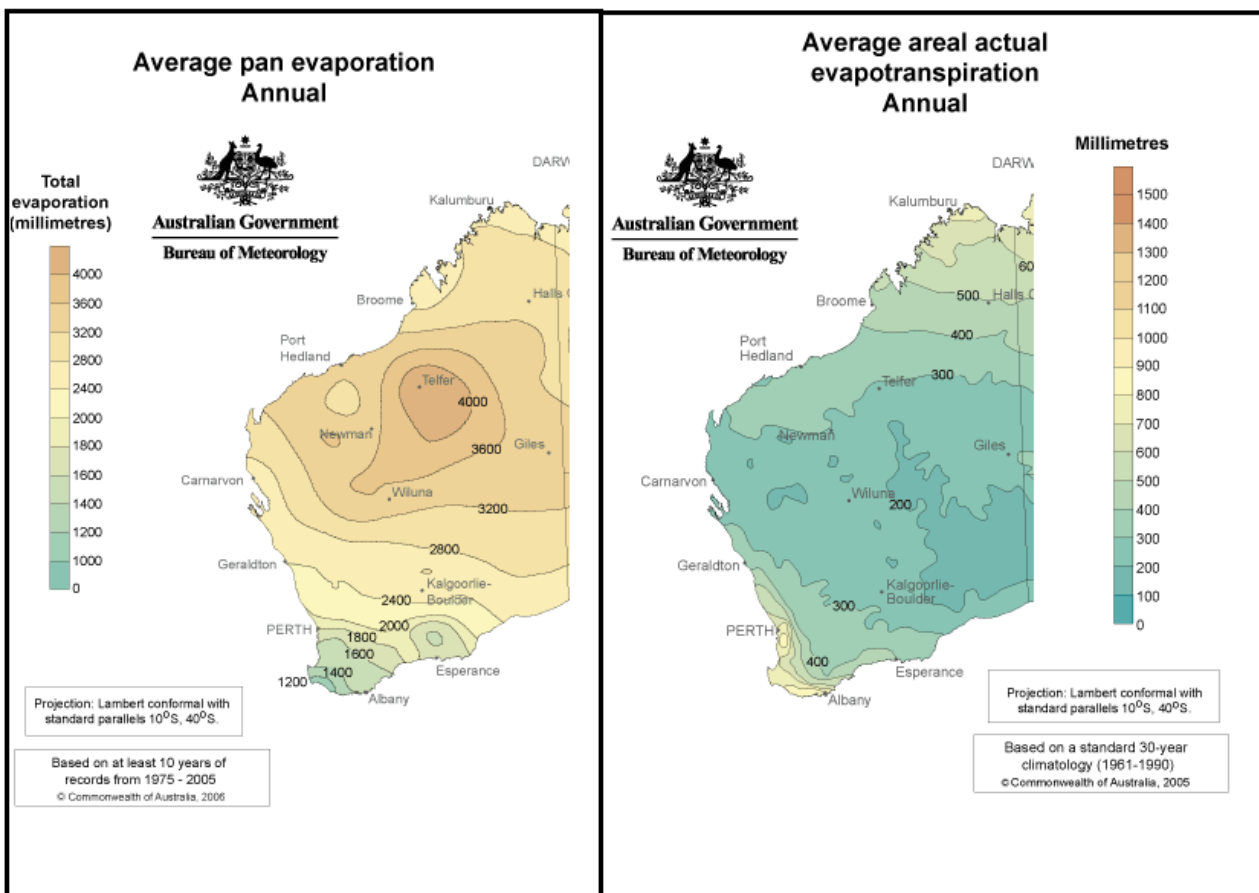 Average pan evaporation
Annual
Australian Government
Bureau of Meteorology
Total
evaporation
(millimetres)
4000
3600
3200
2800
2400
2000
1800
1600
1400
1200
1000
0
DARW
Kalumburu
Broome
Halls C
Port
Hedland
Telfer
4000
Newman
3600
Giles
Carnarvon
Wiluna
3200
2800
Geraldton
Kalgoorlie-
2400
Boulder
2000
PERTH
1800
1600
1400
Esperance
1200
Albany
Projection: Lambert conformal with
standard parallels 10°S, 40°S.
Based on at least 10 years of
records from 1975 - 2005
© Commonwealth of Australia, 2006
Average areal actual
evapotranspiration
Annual
Australian Government
Bureau of Meteorology
Millimetres
1500
1400
1300
1200
1100
1000
900
800
700
600
500
400
300
200
100
0
DARW
Kalumburu
60
Broome
500
Halls C
Port
Hedland
400
300
Telfer
Newman
Giles
Carnarvon
Wiluna
200
Geraldton
Kalgoorlie-
Boulder
300
PERTH
400
Esperance
Albany
Projection: Lambert conformal with
standard parallels 10°S, 40°S.
Based on a standard 30-year
climatology (1961-1990)
© Commonwealth of Australia, 2005